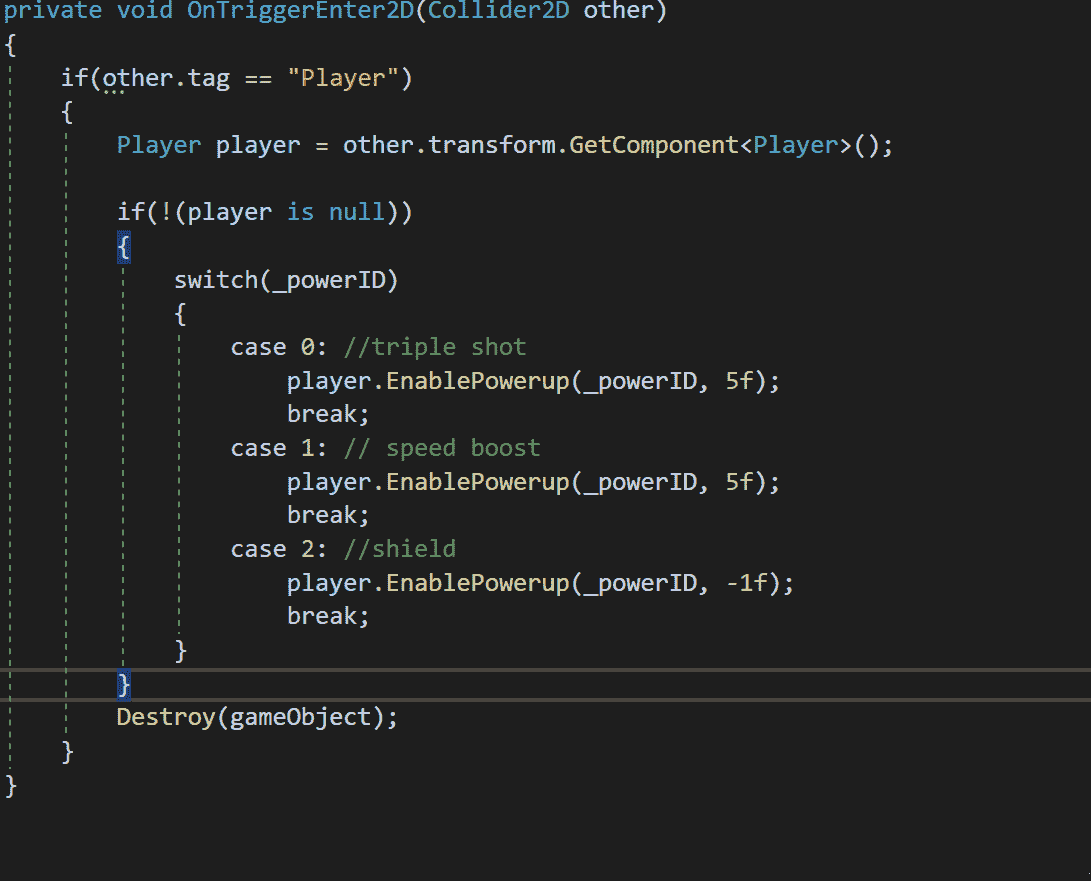 private void OnTriggerEnter2D(Collider2D other)
{
if(other.tag == "Player")
{
Player player = other.transform.GetComponent<Player>();
if(!(player is null))
{
switch(_powerID)
{
case 0: //triple shot
player.EnablePowerup(_powerID, 5f);
break;
case 1: // speed boost
player.EnablePowerup(_powerID, 5f);
break;
case 2: //shield
player.EnablePowerup(_powerID, -1f);
break;
}
}
Destroy(gameObject);
}
}